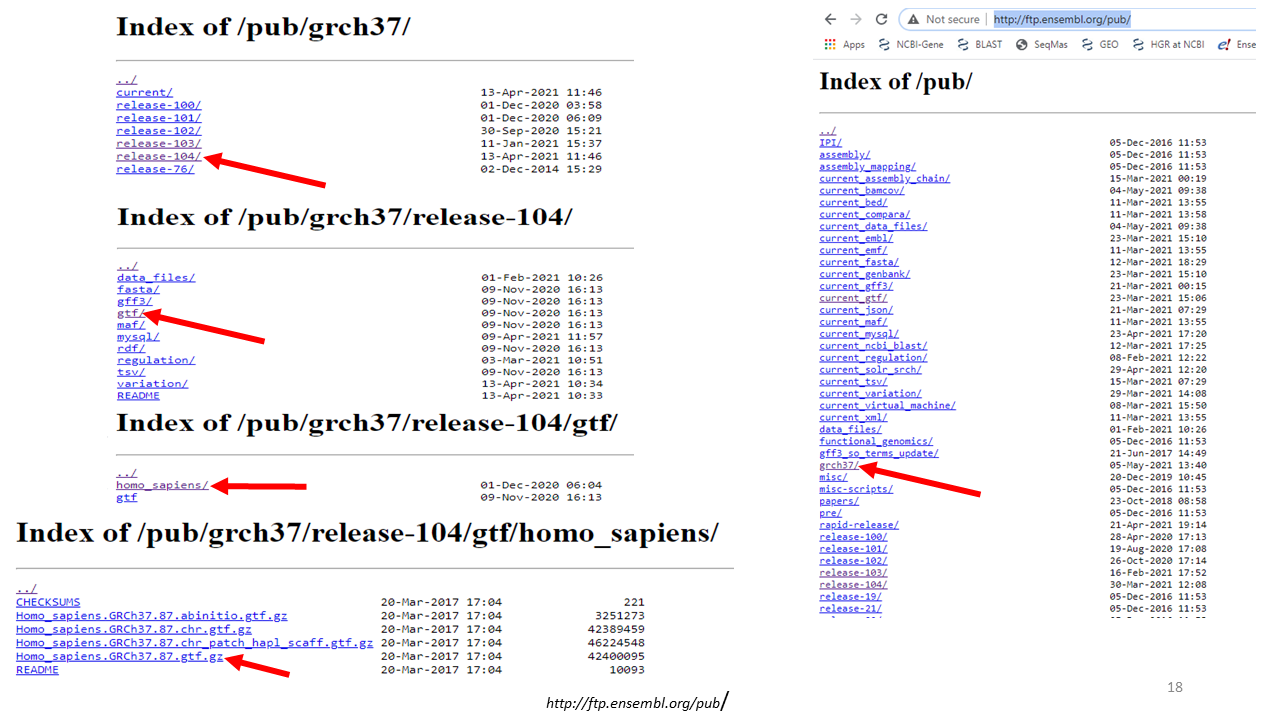 Index of /pub/grch37/
../
current/ 13-Apr-2021 11:46
release-100/ 01-Dec-2020 03:58
release-101/ 01-Dec-2020 06:09
release-102/ 30-Sep-2020 15:21
release-103/ 11-Jan-2021 15:37
release-104/ 13-Apr-2021 11:46
release-76/ 02-Dec-2014 15:29
Index of /pub/grch37/release-104/
../
data_files/ 01-Feb-2021 10:26
fasta/ 09-Nov-2020 16:13
gff3/ 09-Nov-2020 16:13
gtf/ 09-Nov-2020 16:13
maf/ 09-Nov-2020 16:13
mysql/ 09-Apr-2021 11:57
rdf/ 09-Nov-2020 16:13
regulation/ 03-Mar-2021 10:51
tsv/ 09-Nov-2020 16:13
variation/ 13-Apr-2021 10:34
README 13-Apr-2021 10:33
Index of /pub/grch37/release-104/gtf/
../
homo_sapiens/ 01-Dec-2020 06:04
gtf 09-Nov-2020 16:13
Index of /pub/grch37/release-104/gtf/homo_sapiens/
../
CHECKSUMS 20-Mar-2017 17:04 221
Homo_sapiens.GRCh37.87.abinitio.gtf.gz 20-Mar-2017 17:04 3251273
Homo_sapiens.GRCh37.87.chr.gtf.gz 20-Mar-2017 17:04 42389459
Homo_sapiens.GRCh37.87.chr_patch_hapl_scaff.gtf.gz 20-Mar-2017 17:04 46224548
Homo_sapiens.GRCh37.87.gtf.gz 20-Mar-2017 17:04 42400095
README 20-Mar-2017 17:04 10093
http://ftp.ensembl.org/pub/
Not secure | http://ftp.ensembl.org/pub/
Apps NCBI-Gene BLAST SeqMas GEO HGR at NCBI e! Ense
Index of /pub/
../
IPI/ 05-Dec-2016 11:53
assembly/ 05-Dec-2016 11:53
assembly_mapping/ 05-Dec-2016 11:53
current_assembly_chain/ 15-Mar-2021 00:19
current_bamcov/ 04-May-2021 09:38
current_bed/ 11-Mar-2021 13:55
current_compara/ 11-Mar-2021 13:58
current_data_files/ 04-May-2021 09:38
current_embl/ 23-Mar-2021 15:10
current_emf/ 11-Mar-2021 13:55
current_fasta/ 12-Mar-2021 18:29
current_genbank/ 23-Mar-2021 15:10
current_gff3/ 21-Mar-2021 00:15
current_gtf/ 23-Mar-2021 15:06
current_json/ 21-Mar-2021 07:29
current_maf/ 11-Mar-2021 13:55
current_mysql/ 23-Apr-2021 17:20
current_ncbi_blast/ 12-Mar-2021 17:25
current_regulation/ 08-Feb-2021 12:22
current_solr_srch/ 29-Apr-2021 12:20
current_tsv/ 15-Mar-2021 07:29
current_variation/ 29-Mar-2021 14:08
current_virtual_machine/ 08-Mar-2021 15:50
current_xml/ 11-Mar-2021 13:55
data_files/ 01-Feb-2021 10:26
functional_genomics/ 05-Dec-2016 11:53
gff3_so_terms_update/ 21-Jun-2017 14:49
grch37/ 05-May-2021 13:40
misc/ 20-Dec-2019 10:45
misc-scripts/ 05-Dec-2016 11:53
papers/ 23-Oct-2018 08:58
pre/ 05-Dec-2016 11:53
rapid-release/ 21-Apr-2021 19:14
release-100/ 28-Apr-2020 17:13
release-101/ 19-Aug-2020 17:08
release-102/ 26-Oct-2020 17:14
release-103/ 16-Feb-2021 17:52
release-104/ 30-Mar-2021 12:08
release-19/ 05-Dec-2016 11:53
release-21/ 05-Dec-2016 11:53
18